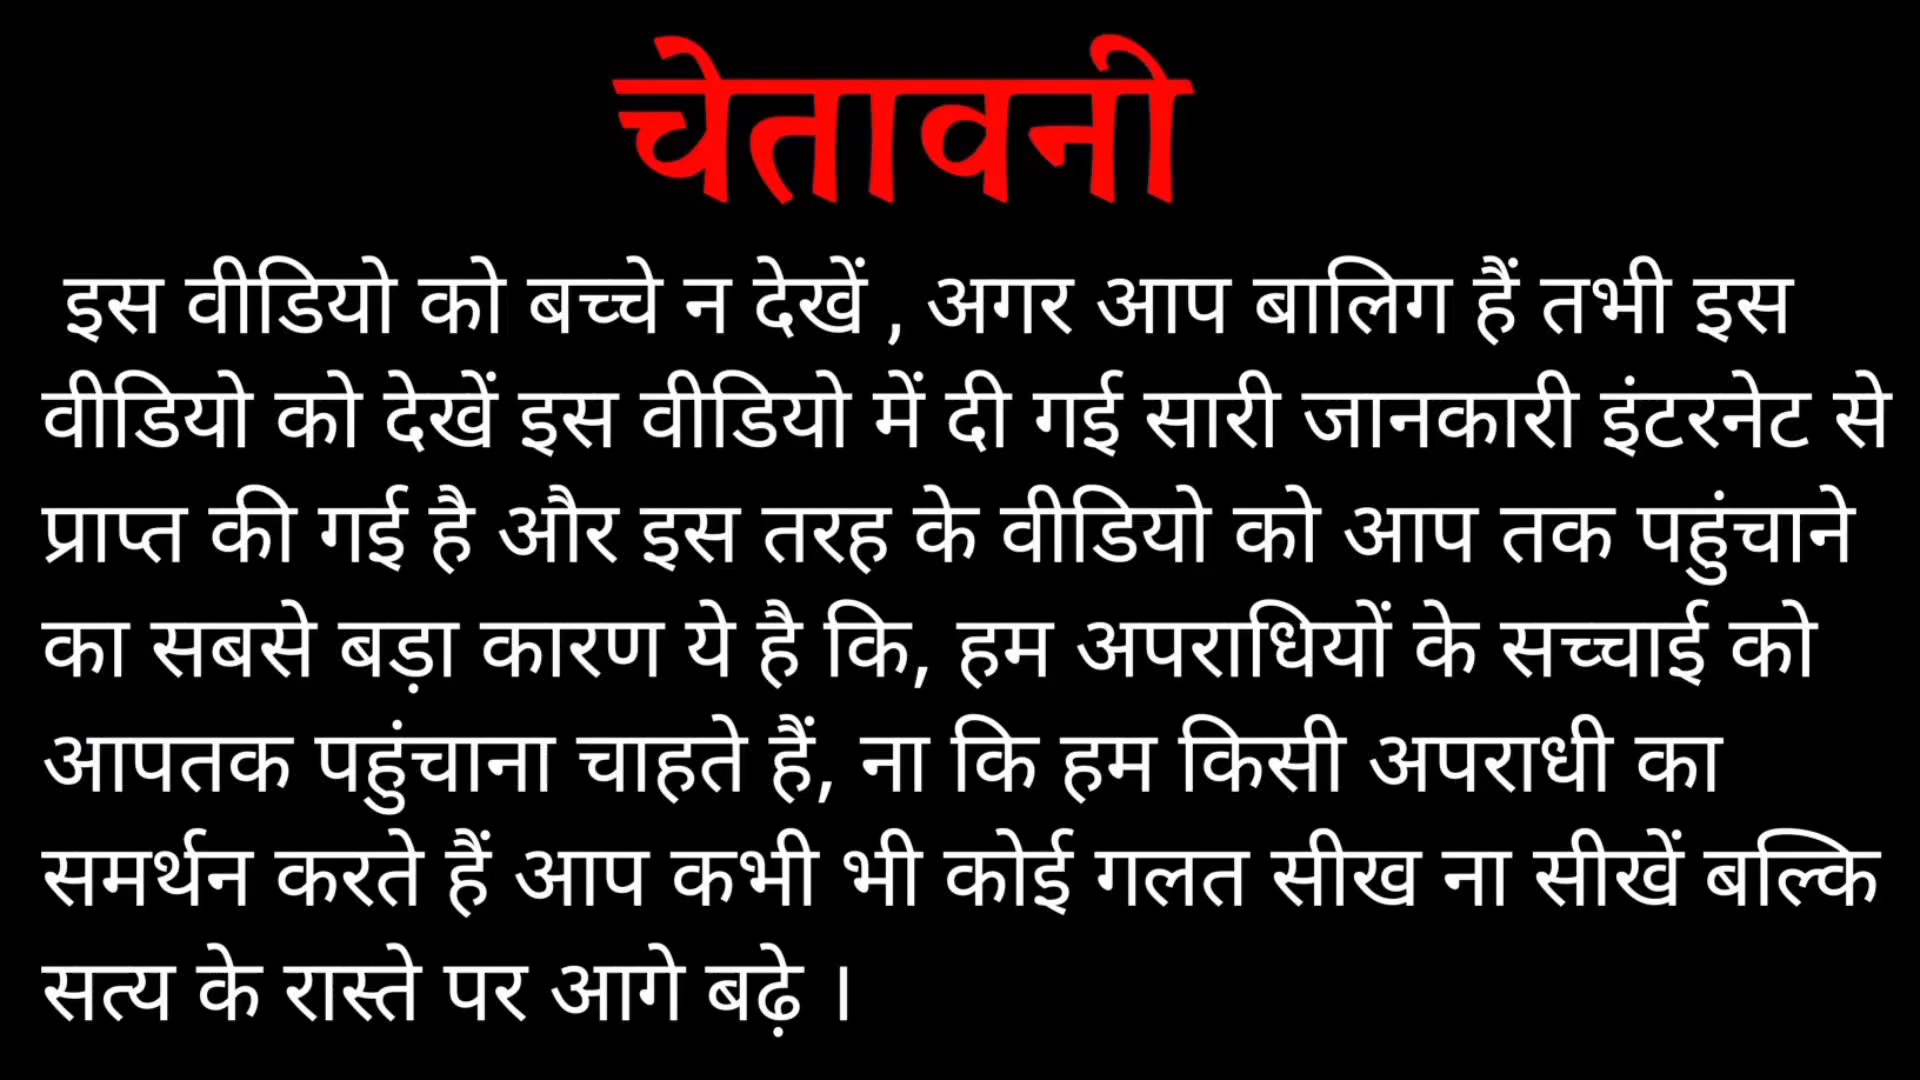 चेतावनी
इस वीडियो को बच्चे न देखें , अगर आप बालिग हैं तभी इस
वीडियो को देखें इस वीडियो में दी गई सारी जानकारी इंटरनेट से
प्राप्त की गई है और इस तरह के वीडियो को आप तक पहुंचाने
का सबसे बड़ा कारण ये है कि, हम अपराधियों के सच्चाई को
आपतक पहुंचाना चाहते हैं, ना कि हम किसी अपराधी का
समर्थन करते हैं आप कभी भी कोई गलत सीख ना सीखें बल्कि
सत्य के रास्ते पर आगे बढ़े ।